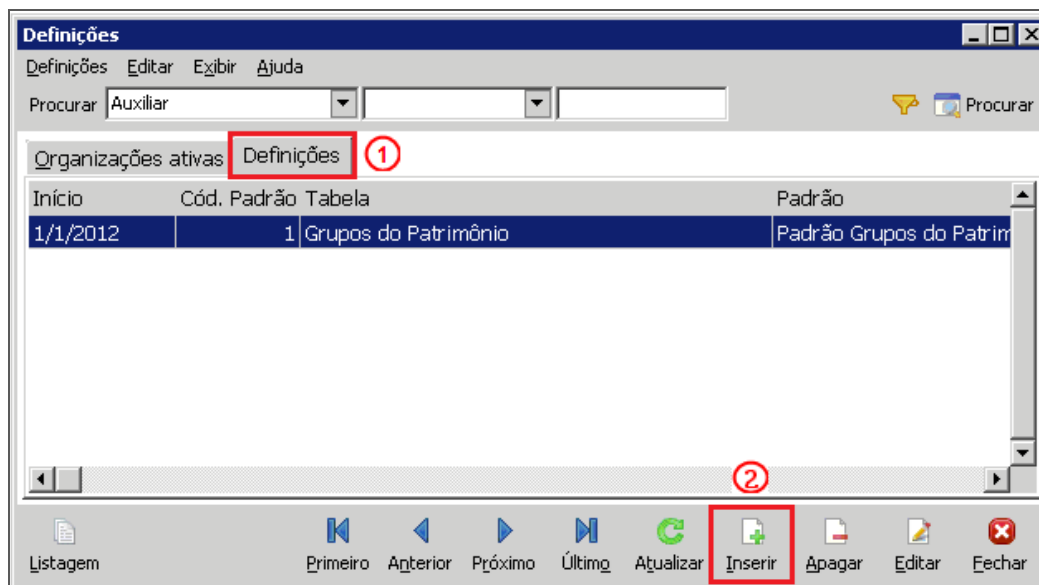 Definições
Definições Editar Exibir Ajuda
Procurar Auxiliar Procurar
Organizações ativas Definições 1
Início Cód. Padrão Tabela Padrão
1/1/2012 1 Grupos do Patrimônio Padrão Grupos do Patrim
2
Listagem Primeiro Anterior Próximo Último Atualizar Inserir Apagar Editar Fechar